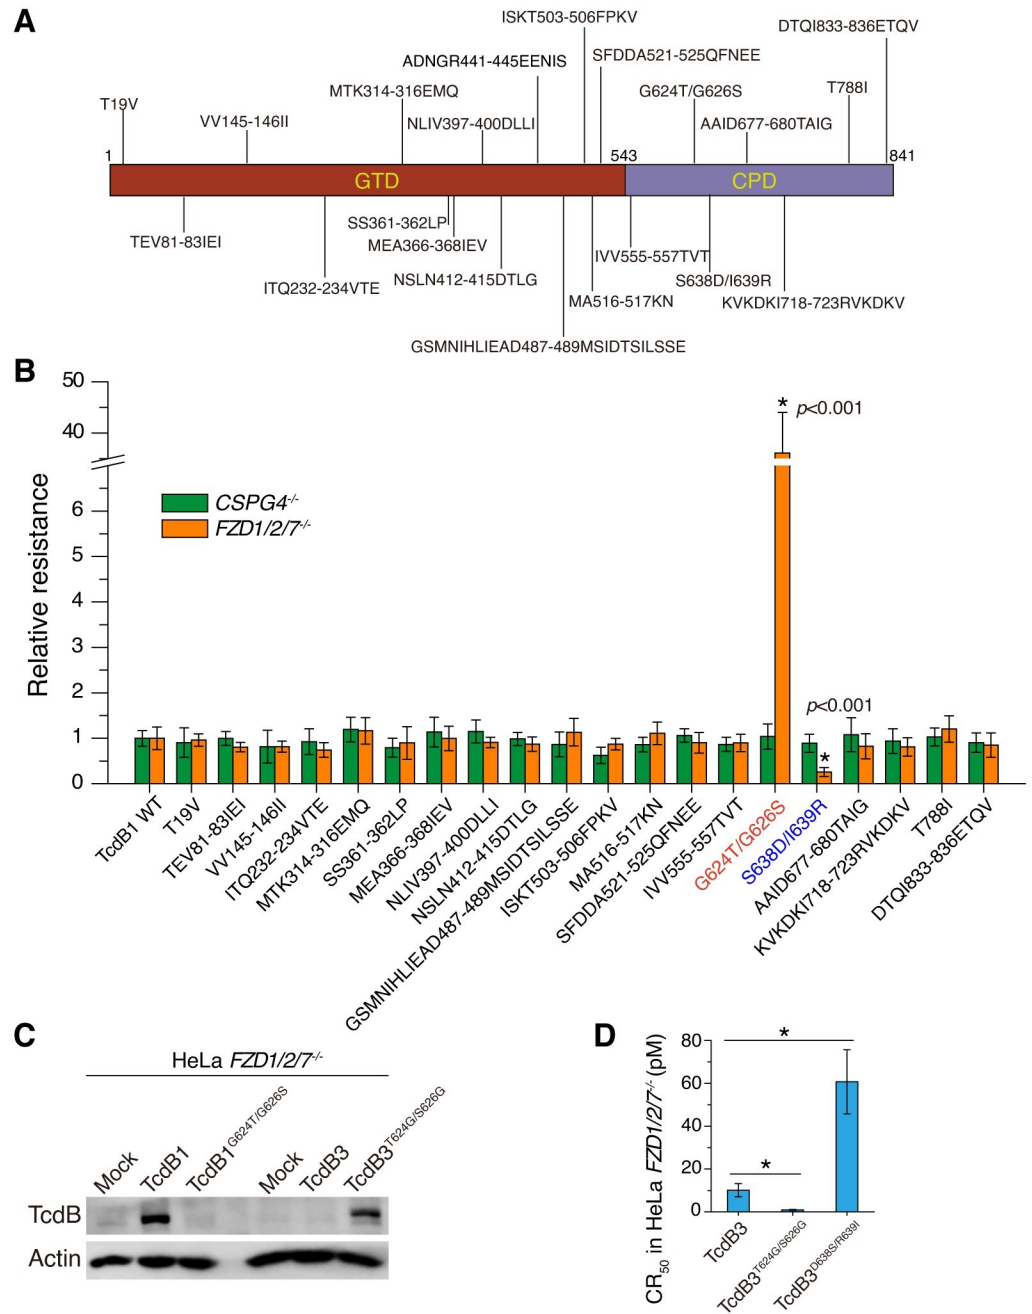 A
ISKT503-506FPKV
DTQI833-836ETQV
ADNGR441-445EENIS
SFDDA521-525QFNEE
MTK314-316EMQ
G624T/G626S
T788I
T19V
VV145-146II
NLIV397-400DLLI
AAID677-680TAIG
1
543
841
GTD
CPD
SS361-362LP
TEV81-83IEI
MEA366-368IEV
IVV555-557TVT
ITQ232-234VTE
NSLN412-415DTLG
S638D/I639R
MA516-517KN
KVKDKI718-723RVKDKV
GSMNIHLIEAD487-489MSIDTSILSSE
B
Relative resistance
50
40
6
5
4
3
2
1
0
CSPG4-/-
FZD1/2/7-/-
* p<0.001
p<0.001
*
TcdB1 WT
T19V
TEV81-83IEI
VV145-146II
ITQ232-234VTE
MTK314-316EMQ
SS361-362LP
MEA366-368IEV
NLIV397-400DLLI
NSLN412-415DTLG
GSMNIHLIEAD487-489MSIDTSILSSE
ISKT503-506FPKV
MA516-517KN
SFDDA521-525QFNEE
IVV555-557TVT
G624T/G626S
S638D/I639R
AAID677-680TAIG
KVKDKI718-723RVKDKV
T788I
DTQI833-836ETQV
C
HeLa FZD1/2/7-/-
Mock
TcdB1
TcdB1G624T/G626S
Mock
TcdB3
TcdB3T624G/S626G
TcdB
Actin
D
CR50 in HeLa FZD1/2/7-/- (pM)
80
60
40
20
0
*
*
TcdB3
TcdB3T624G/S626G
TcdB3D638S/R639I